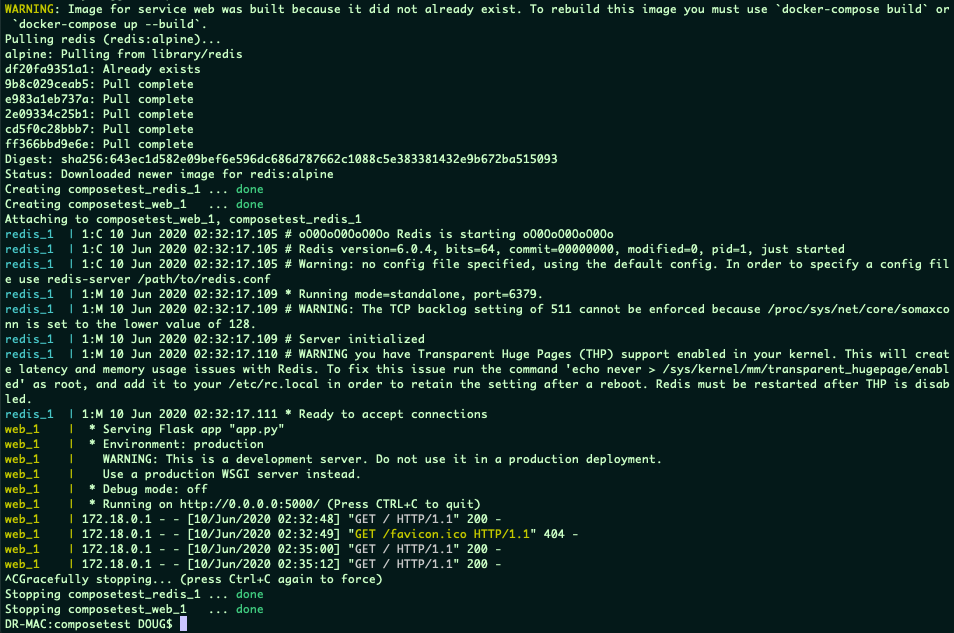 WARNING: Image for service web was built because it did not already exist. To rebuild this image you must use `docker-compose build` or
`docker-compose up --build`.
Pulling redis (redis:alpine)...
alpine: Pulling from library/redis
df20fa9351a1: Already exists
9b8c029ceab5: Pull complete
e983a1eb737a: Pull complete
2e09334c25b1: Pull complete
cd5f0c28bbb7: Pull complete
ff366bbd9e6e: Pull complete
Digest: sha256:643ec1d582e09bef6e596dc686d787662c1088c5e383381432e9b672ba515093
Status: Downloaded newer image for redis:alpine
Creating composetest_redis_1 ... done
Creating composetest_web_1   ... done
Attaching to composetest_web_1, composetest_redis_1
redis_1  | 1:C 10 Jun 2020 02:32:17.105 # oO0OoO0OoO0Oo Redis is starting oO0OoO0OoO0Oo
redis_1  | 1:C 10 Jun 2020 02:32:17.105 # Redis version=6.0.4, bits=64, commit=00000000, modified=0, pid=1, just started
redis_1  | 1:C 10 Jun 2020 02:32:17.105 # Warning: no config file specified, using the default config. In order to specify a config fil
e use redis-server /path/to/redis.conf
redis_1  | 1:M 10 Jun 2020 02:32:17.109 * Running mode=standalone, port=6379.
redis_1  | 1:M 10 Jun 2020 02:32:17.109 # WARNING: The TCP backlog setting of 511 cannot be enforced because /proc/sys/net/core/somaxco
nn is set to the lower value of 128.
redis_1  | 1:M 10 Jun 2020 02:32:17.109 # Server initialized
redis_1  | 1:M 10 Jun 2020 02:32:17.110 # WARNING you have Transparent Huge Pages (THP) support enabled in your kernel. This will creat
e latency and memory usage issues with Redis. To fix this issue run the command 'echo never > /sys/kernel/mm/transparent_hugepage/enabl
ed' as root, and add it to your /etc/rc.local in order to retain the setting after a reboot. Redis must be restarted after THP is disab
led.
redis_1  | 1:M 10 Jun 2020 02:32:17.111 * Ready to accept connections
web_1    |  * Serving Flask app "app.py"
web_1    |  * Environment: production
web_1    |    WARNING: This is a development server. Do not use it in a production deployment.
web_1    |    Use a production WSGI server instead.
web_1    |  * Debug mode: off
web_1    |  * Running on http://0.0.0.0:5000/ (Press CTRL+C to quit)
web_1    | 172.18.0.1 - - [10/Jun/2020 02:32:48] "GET / HTTP/1.1" 200 -
web_1    | 172.18.0.1 - - [10/Jun/2020 02:32:49] "GET /favicon.ico HTTP/1.1" 404 -
web_1    | 172.18.0.1 - - [10/Jun/2020 02:35:00] "GET / HTTP/1.1" 200 -
web_1    | 172.18.0.1 - - [10/Jun/2020 02:35:12] "GET / HTTP/1.1" 200 -
^CGracefully stopping... (press Ctrl+C again to force)
Stopping composetest_redis_1 ... done
Stopping composetest_web_1   ... done
DR-MAC:composetest DOUG$